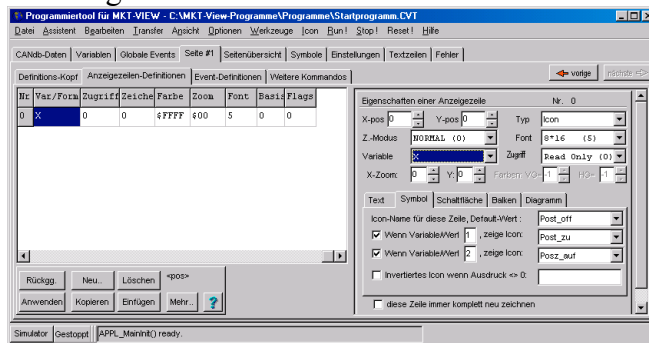 Programmiertool für MKT-VIEW - C:\MKT-View-Programme\Programme\Startprogramm.CVT
Datei Assistent Bearbeiten Transfer Ansicht Optionen Werkzeuge Icon Run! Stop! Reset! Hilfe
CANdb-Daten Variablen Globale Events Seite #1 Seitenübersicht Symbole Einstellungen Textzeilen Fehler
Definitions-Kopf Anzeigezeilen-Definitionen Event-Definitionen Weitere Kommandos vorige nächste
Nr Var/Form Zugriff Zeiche Farbe Zoom Font Basis Flags
0 X 0 0 $FFFF $00 5 0 0
Eigenschaften einer Anzeigezeile Nr. 0
X-pos 0 Y-pos 0 Typ Icon
Z.-Modus NORMAL (0) Font 8*16 (5)
Variable X Zugriff Read Only (0)
X-Zoom: 0 Y: 0 Farben: VG= -1 HG= -1
Text Symbol Schaltfläche Balken Diagramm
Icon-Name für diese Zeile, Default-Wert : Post_off
Wenn Variable/Wert 1 , zeige Icon: Post_zu
Wenn Variable/Wert 2 , zeige Icon: Posz_auf
Invertiertes Icon wenn Ausdruck <> 0:
diese Zeile immer komplett neu zeichnen
Rückgg. Neu.. Löschen <pos>
Anwenden Kopieren Einfügen Mehr.. ?
Simulator Gestoppt APPL_MainInit() ready.